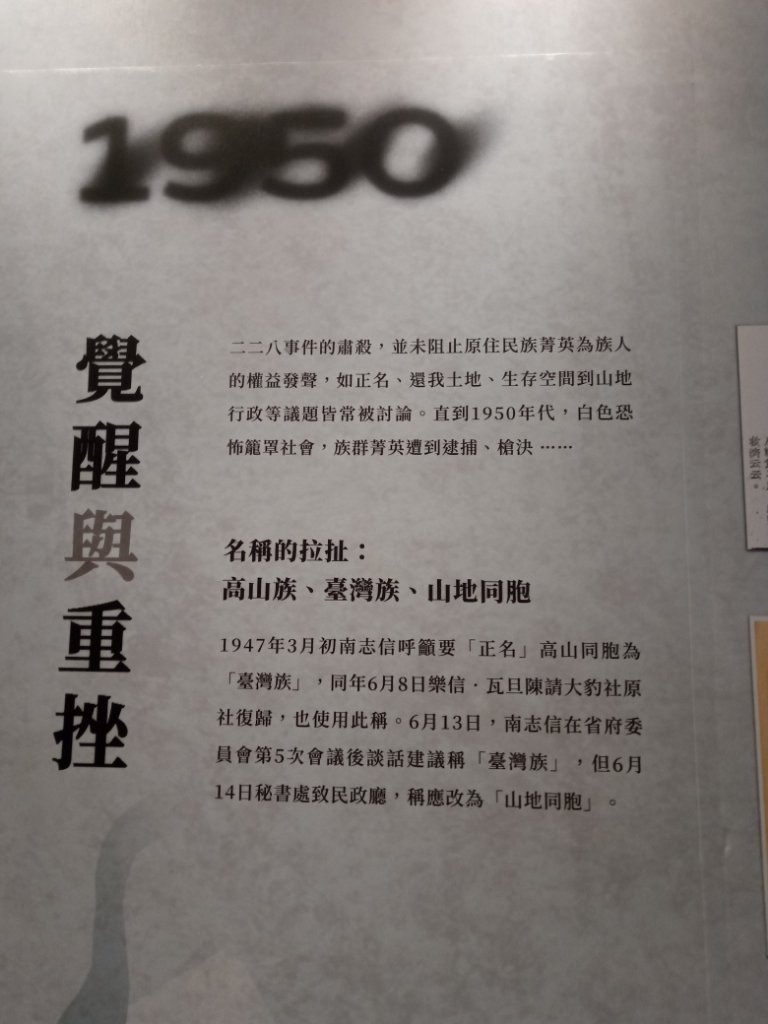 1950
覺醒與重挫
二二八事件的肅殺，並未阻止原住民族菁英為族人
的權益發聲，如正名、還我土地、生存空間到山地
行政等議題皆常被討論。直到1950年代，白色恐
怖籠罩社會，族群菁英遭到逮捕、槍決 ……
名稱的拉扯：
高山族、臺灣族、山地同胞
1947年3月初南志信呼籲要「正名」高山同胞為
「臺灣族」，同年6月8日樂信．瓦旦陳請大豹社原
社復歸，也使用此稱。6月13日，南志信在省府委
員會第5次會議後談話建議稱「臺灣族」，但6月
14日秘書處致民政廳，稱應改為「山地同胞」。